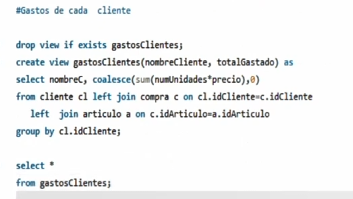 #Gastos de cada cliente
drop view if exists gastosClientes;
create view gastosClientes(nombreCliente, totalGastado) as
select nombreC, coalesce(sum(numUnidades*precio),0)
from cliente cl left join compra c on cl.idCliente=c.idCliente
left join articulo a on c.idArticulo=a.idArticulo
group by cl.idCliente;
select *
from gastosClientes;